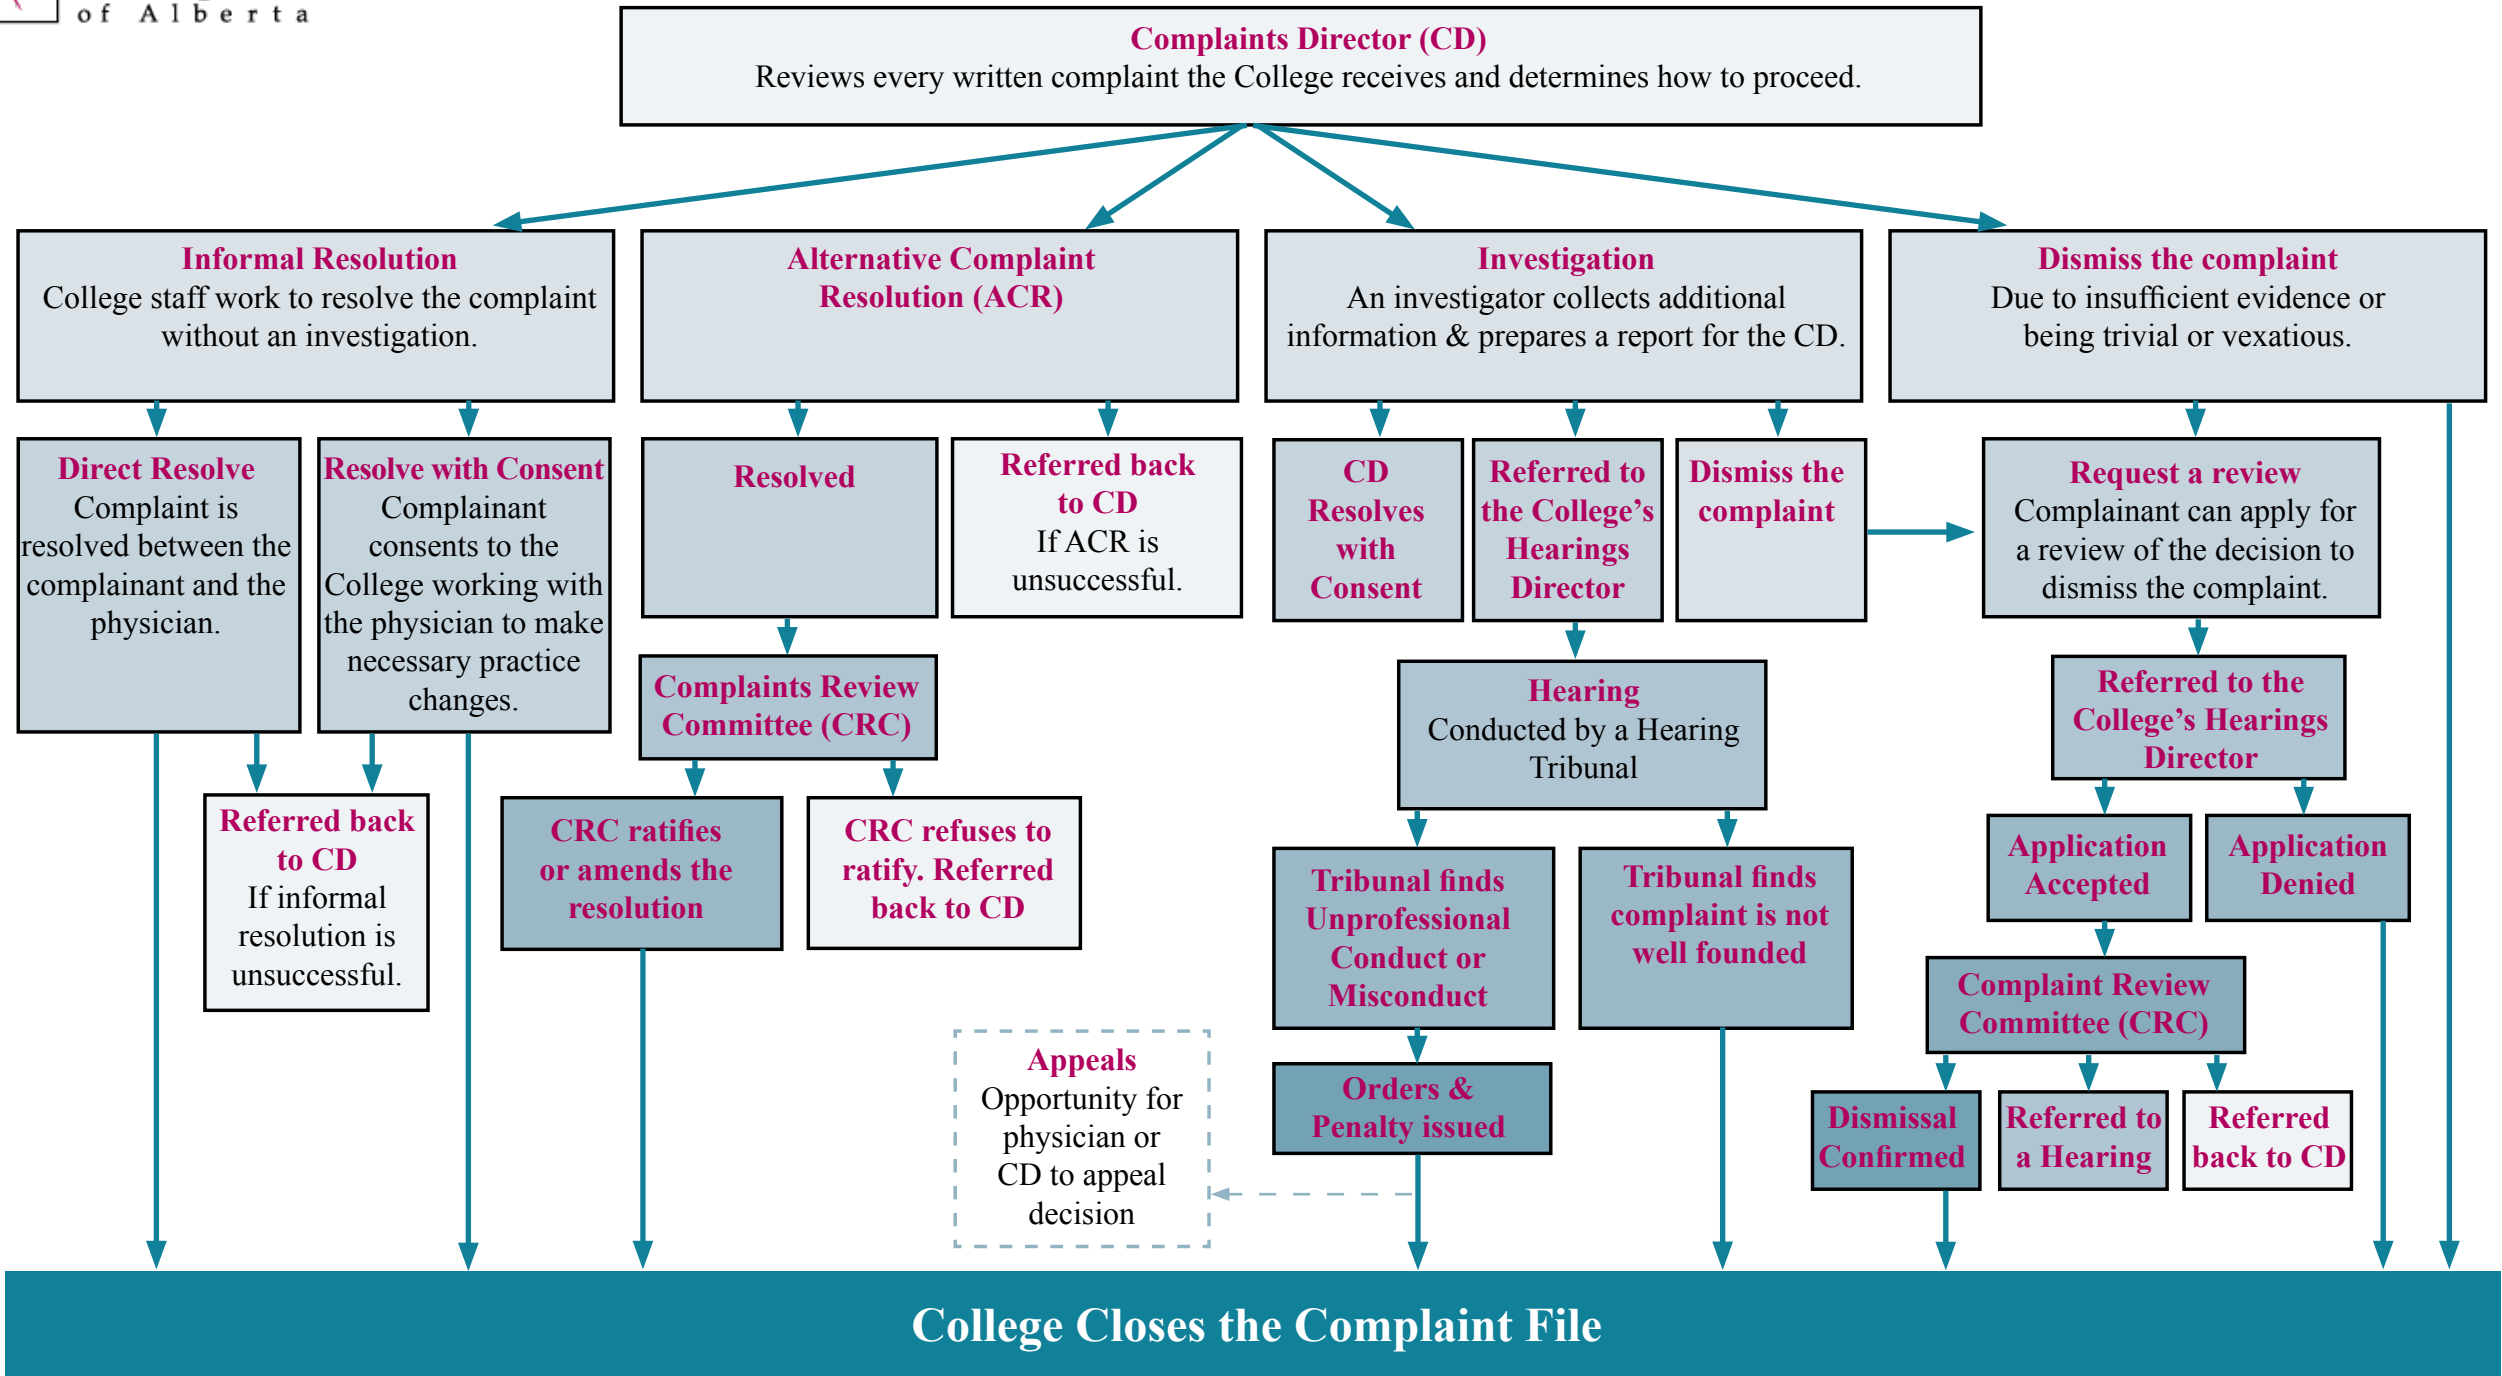 of Alberta
Complaints Director (CD)
Reviews every written complaint the College receives and determines how to proceed.
Informal Resolution
College staff work to resolve the complaint
without an investigation.
Alternative Complaint
Resolution (ACR)
Investigation
An investigator collects additional
information & prepares a report for the CD.
Dismiss the complaint
Due to insufficient evidence or
being trivial or vexatious.
Direct Resolve
Complaint is
resolved between the
complainant and the
physician.
Resolve with Consent
Complainant
consents to the
College working with
the physician to make
necessary practice
changes.
Resolved
Referred back
to CD
If ACR is
unsuccessful.
CD
Resolves
with
Consent
Referred to
the College’s
Hearings
Director
Dismiss the
complaint
Request a review
Complainant can apply for
a review of the decision to
dismiss the complaint.
Complaints Review
Committee (CRC)
Hearing
Conducted by a Hearing
Tribunal
Referred to the
College’s Hearings
Director
Referred back
to CD
If informal
resolution is
unsuccessful.
CRC ratifies
or amends the
resolution
CRC refuses to
ratify. Referred
back to CD
Tribunal finds
Unprofessional
Conduct or
Misconduct
Tribunal finds
complaint is not
well founded
Application
Accepted
Application
Denied
Complaint Review
Committee (CRC)
Appeals
Opportunity for
physician or
CD to appeal
decision
Orders &
Penalty issued
Dismissal
Confirmed
Referred to
a Hearing
Referred
back to CD
College Closes the Complaint File